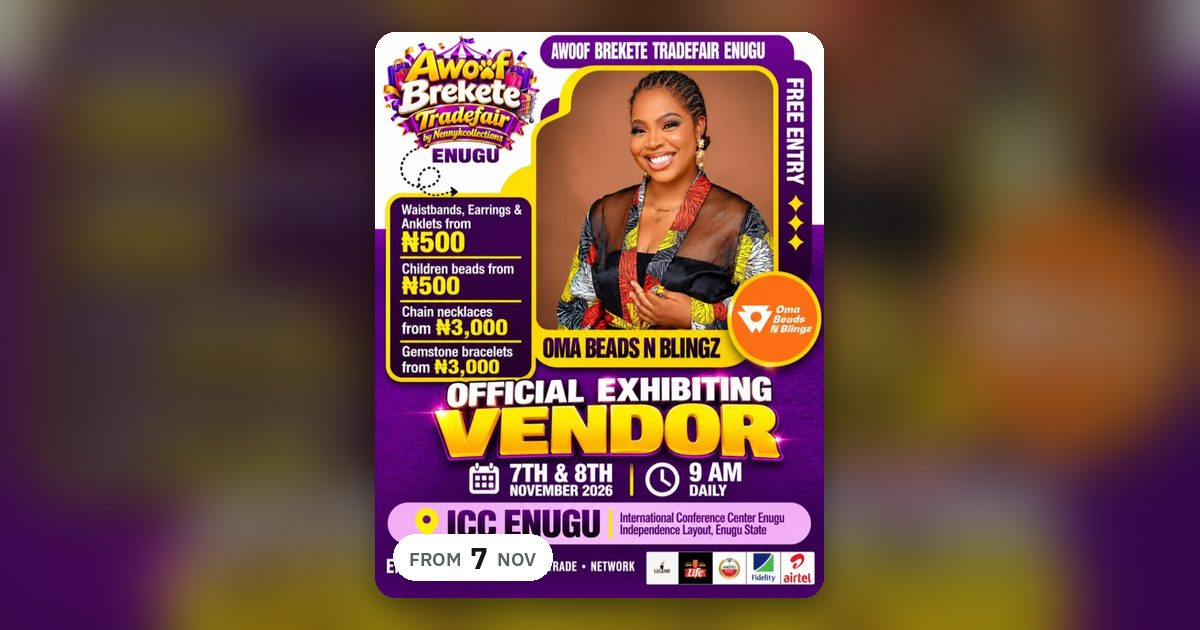 AWOOF BREKETE TRADEFAIR ENUGU
Awoof
Brekete
Tradefair
by Nennykcollections
ENUGU
FREE ENTRY
Waistbands, Earrings &
Anklets from
₦500
Children beads from
₦500
Chain necklaces
from ₦3,000
Gemstone bracelets
from ₦3,000
Oma
Beads
N Blingz
OMA BEADS N BLINGZ
OFFICIAL EXHIBITING
VENDOR
7TH & 8TH
NOVEMBER 2026
9 AM
DAILY
ICC ENUGU
International Conference Center Enugu
Independence Layout, Enugu State
FROM 7 NOV
TRADE • NETWORK
LEGEND
Life
Fidelity
airtel